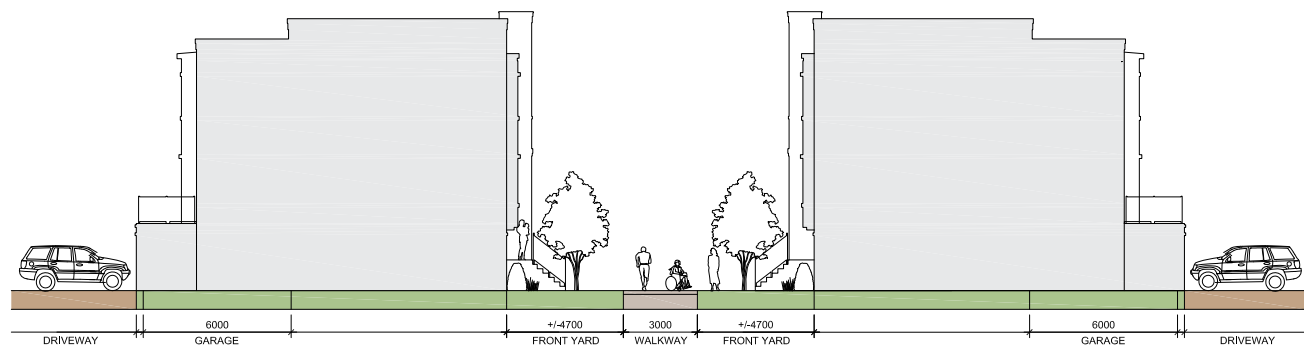 6000 +/-4700 3000 +/-4700 6000
DRIVEWAY GARAGE FRONT YARD WALKWAY FRONT YARD GARAGE DRIVEWAY